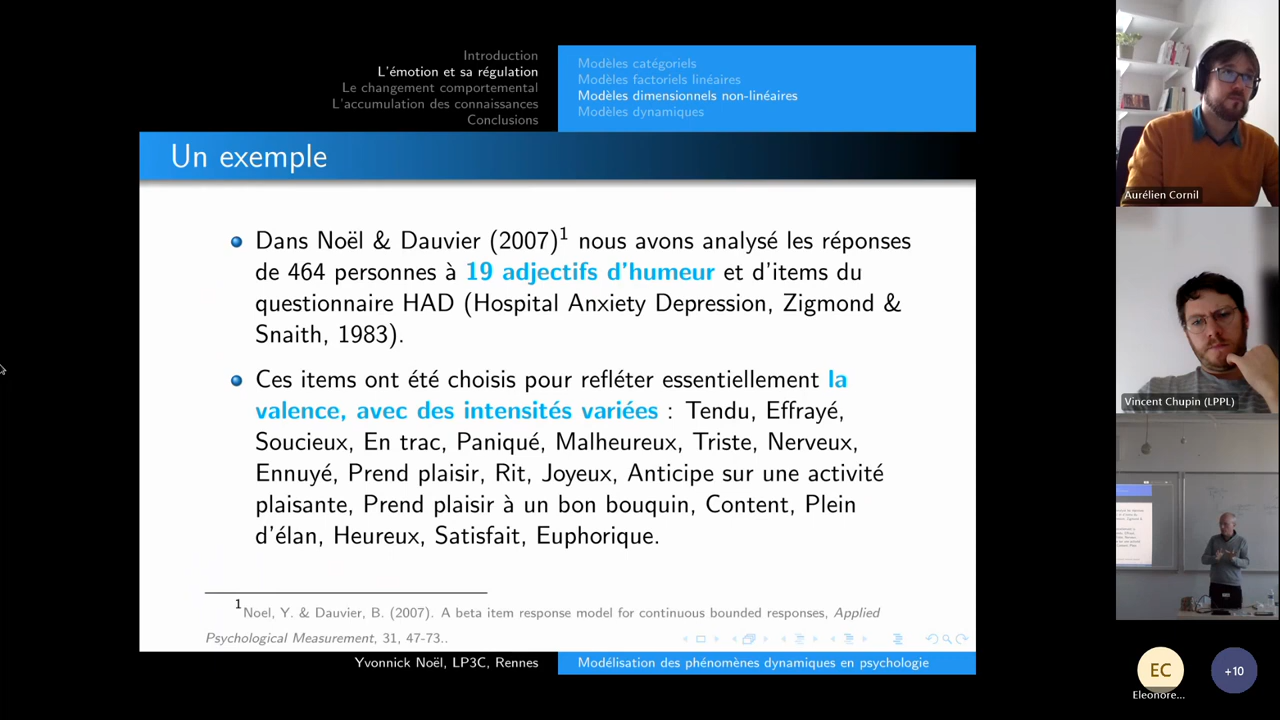 Introduction
L'émotion et sa régulation
Le changement comportemental
L'accumulation des connaissances
Conclusions
Modèles catégoriels
Modèles factoriels linéaires
Modèles dimensionnels non-linéaires
Modèles dynamiques
Un exemple
Dans Noël & Dauvier (2007)1 nous avons analysé les réponses
de 464 personnes à 19 adjectifs d'humeur et d'items du
questionnaire HAD (Hospital Anxiety Depression, Zigmond &
Snaith, 1983).
Ces items ont été choisis pour refléter essentiellement la
valence, avec des intensités variées : Tendu, Effrayé,
Soucieux, En trac, Paniqué, Malheureux, Triste, Nerveux,
Ennuyé, Prend plaisir, Rit, Joyeux, Anticipe sur une activité
plaisante, Prend plaisir à un bon bouquin, Content, Plein
d'élan, Heureux, Satisfait, Euphorique.
1Noel, Y. & Dauvier, B. (2007). A beta item response model for continuous bounded responses, Applied
Psychological Measurement, 31, 47-73..
Yvonnick Noël, LP3C, Rennes
Modélisation des phénomènes dynamiques en psychologie
Aurélien Cornil
Vincent Chupin (LPPL)
EC
Eleonore...
+10